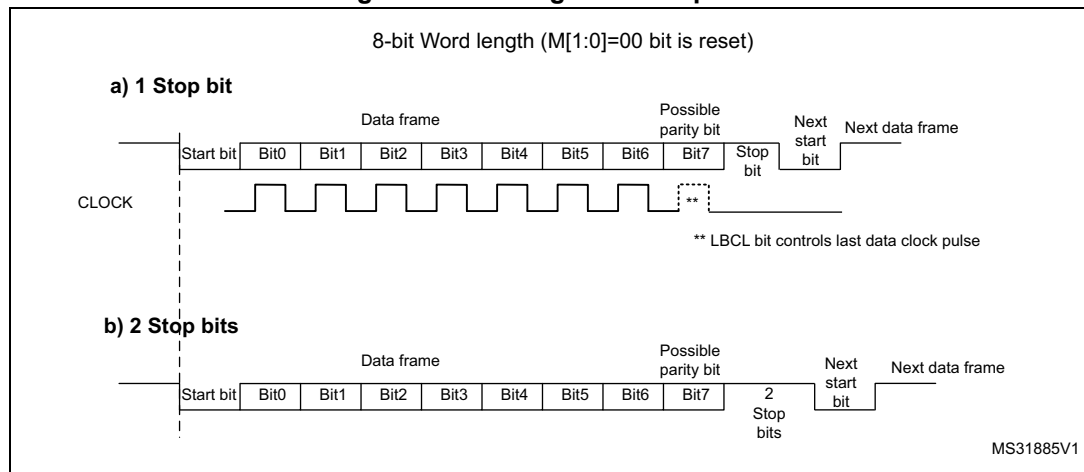 8-bit Word length (M[1:0]=00 bit is reset)
a) 1 Stop bit
Data frame
Possible
parity bit
Next
start
bit
Next data frame
Start bit Bit0 Bit1 Bit2 Bit3 Bit4 Bit5 Bit6 Bit7 Stop
bit
CLOCK
**
** LBCL bit controls last data clock pulse
b) 2 Stop bits
Data frame
Possible
parity bit
Next
start
bit
Next data frame
Start bit Bit0 Bit1 Bit2 Bit3 Bit4 Bit5 Bit6 Bit7 2
Stop
bits
MS31885V1